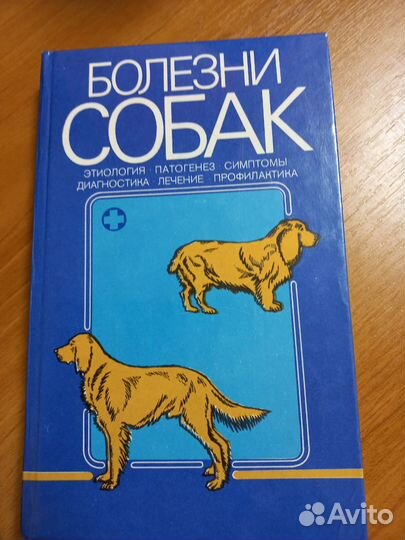 БОЛЕЗНИ
СОБАК
ЭТИОЛОГИЯ ПАТОГЕНЕЗ СИМПТОМЫ
ДИАГНОСТИКА ЛЕЧЕНИЕ ПРОФИЛАКТИКА
Avito